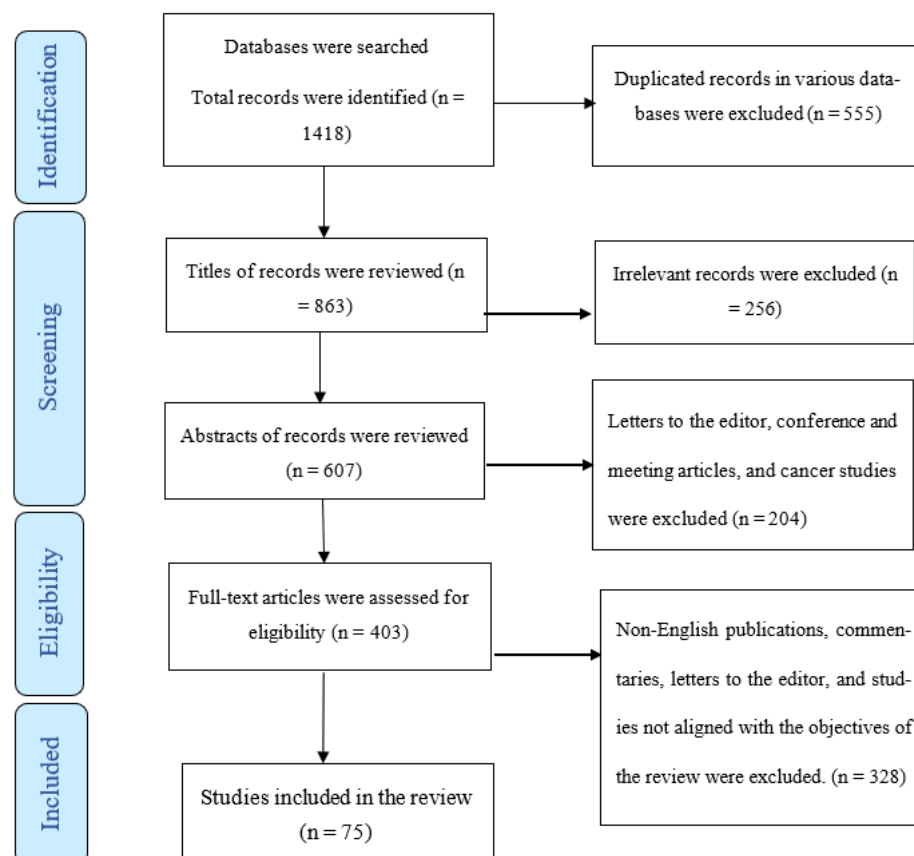 Identification
Databases were searched
Total records were identified (n =
1418)
Duplicated records in various data-
bases were excluded (n = 555)
Screening
Titles of records were reviewed (n
= 863)
Irrelevant records were excluded (n
= 256)
Abstracts of records were reviewed
(n = 607)
Letters to the editor, conference and
meeting articles, and cancer studies
were excluded (n = 204)
Eligibility
Full-text articles were assessed for
eligibility (n = 403)
Non-English publications, commen-
taries, letters to the editor, and stud-
ies not aligned with the objectives of
the review were excluded. (n = 328)
Included
Studies included in the review
(n = 75)